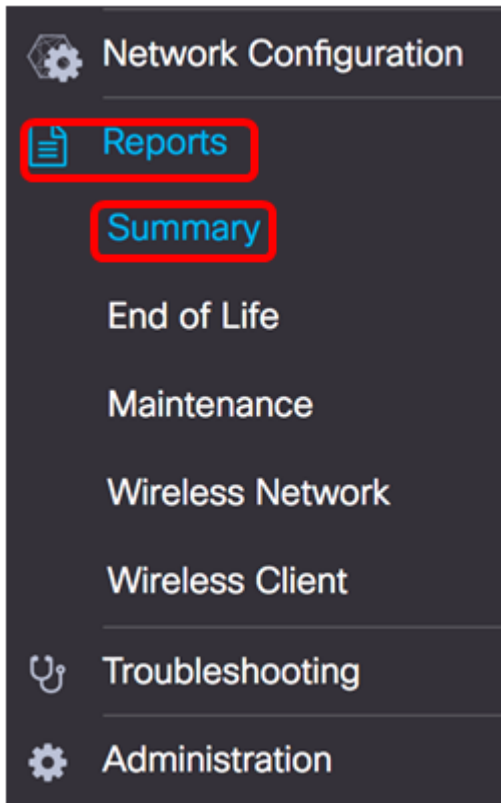 Network Configuration
Reports
Summary
End of Life
Maintenance
Wireless Network
Wireless Client
Troubleshooting
Administration